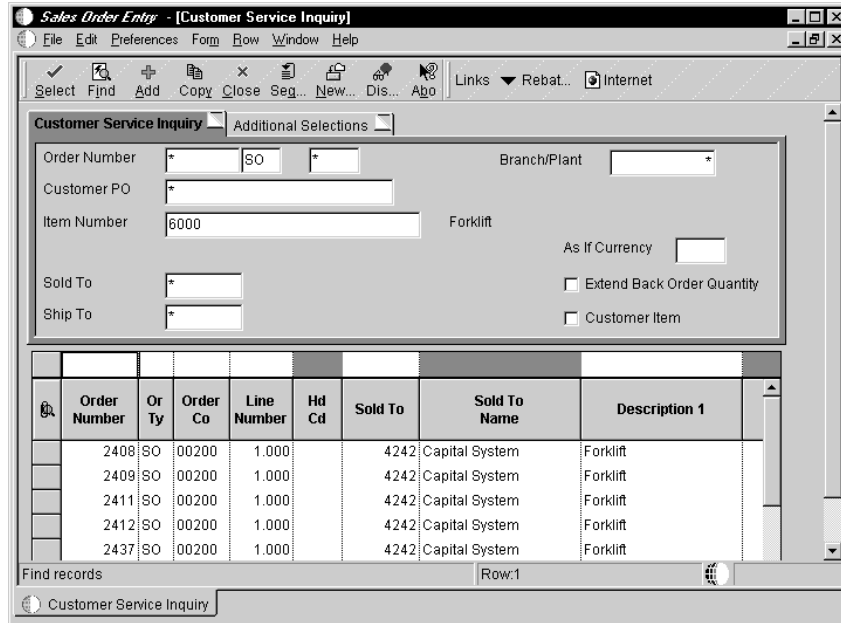 Sales Order Entry - [Customer Service Inquiry]
File Edit Preferences Form Row Window Help
Select Find Add Copy Close Seq... New... Dis... Abo Links Rebat... Internet
Customer Service Inquiry Additional Selections
Order Number * SO * Branch/Plant *
Customer PO *
Item Number 6000 Forklift
As If Currency
Sold To * Extend Back Order Quantity
Ship To * Customer Item
Order Number Or Ty Order Co Line Number Hd Cd Sold To Sold To Name Description 1
2408 SO 00200 1.000 4242 Capital System Forklift
2409 SO 00200 1.000 4242 Capital System Forklift
2411 SO 00200 1.000 4242 Capital System Forklift
2412 SO 00200 1.000 4242 Capital System Forklift
2437 SO 00200 1.000 4242 Capital System Forklift
Find records Row:1
Customer Service Inquiry